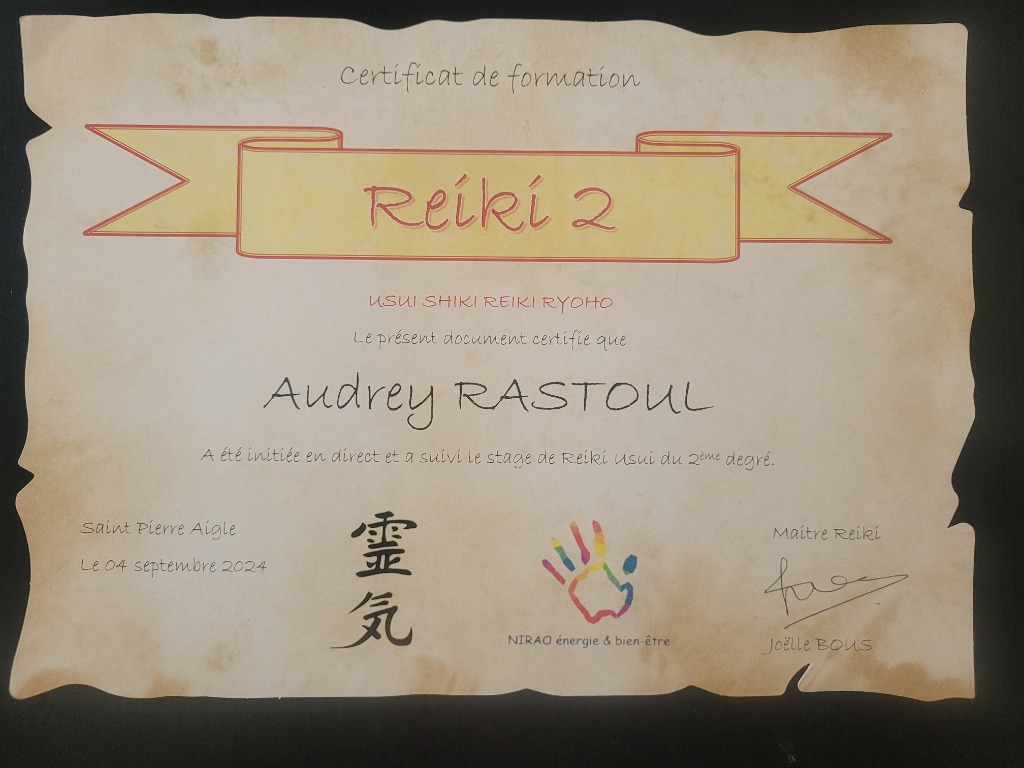 Certificat de formation
Reiki 2
USUI SHIKI REIKI RYOHO
Le présent document certifie que
Audrey RASTOUL
A été initiée en direct et a suivi le stage de Reiki Usui du 2ème degré.
Saint Pierre Aigle
Le 04 septembre 2024
霊
気
NIRAO énergie & bien-être
Maitre Reiki
Joëlle BOUS